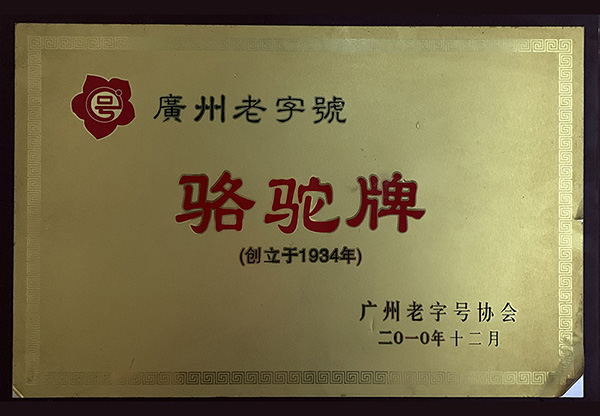 号
廣州老字號
骆驼牌
(创立于1934年)
广州老字号协会
二0一0年十二月